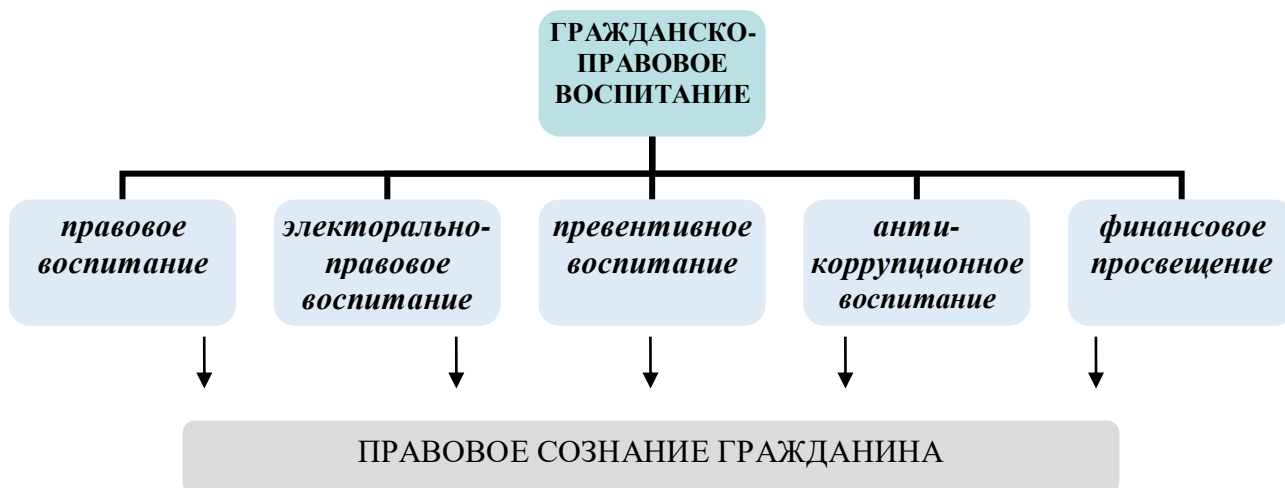 ГРАЖДАНСКО-
ПРАВОВОЕ
ВОСПИТАНИЕ
правовое
воспитание
электорально-
правовое
воспитание
превентивное
воспитание
анти-
коррупционное
воспитание
финансовое
просвещение
ПРАВОВОЕ СОЗНАНИЕ ГРАЖДАНИНА